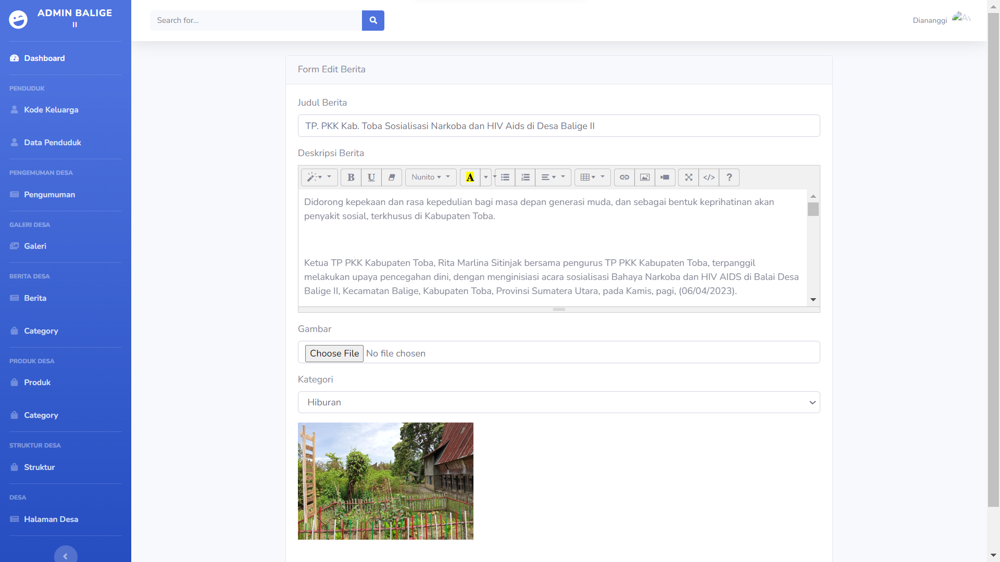 ADMIN BALIGE
II
Dashboard
PENDUDUK
Kode Keluarga
Data Penduduk
PENGEMUMAN DESA
Pengumuman
GALERI DESA
Galeri
BERITA DESA
Berita
Category
PRODUK DESA
Produk
Category
STRUKTUR DESA
Struktur
DESA
Halaman Desa
Search for...
Diananggi
Form Edit Berita
Judul Berita
TP. PKK Kab. Toba Sosialisasi Narkoba dan HIV Aids di Desa Balige II
Deskripsi Berita
B U Nunito A </> ?
Didorong kepekaan dan rasa kepedulian bagi masa depan generasi muda, dan sebagai bentuk keprihatinan akan
penyakit sosial, terkhusus di Kabupaten Toba.
Ketua TP PKK Kabupaten Toba, Rita Marlina Sitinjak bersama pengurus TP PKK Kabupaten Toba, terpanggil
melakukan upaya pencegahan dini, dengan menginisiasi acara sosialisasi Bahaya Narkoba dan HIV AIDS di Balai Desa
Balige II, Kecamatan Balige, Kabupaten Toba, Provinsi Sumatera Utara, pada Kamis, pagi, (06/04/2023).
Gambar
Choose File No file chosen
Kategori
Hiburan